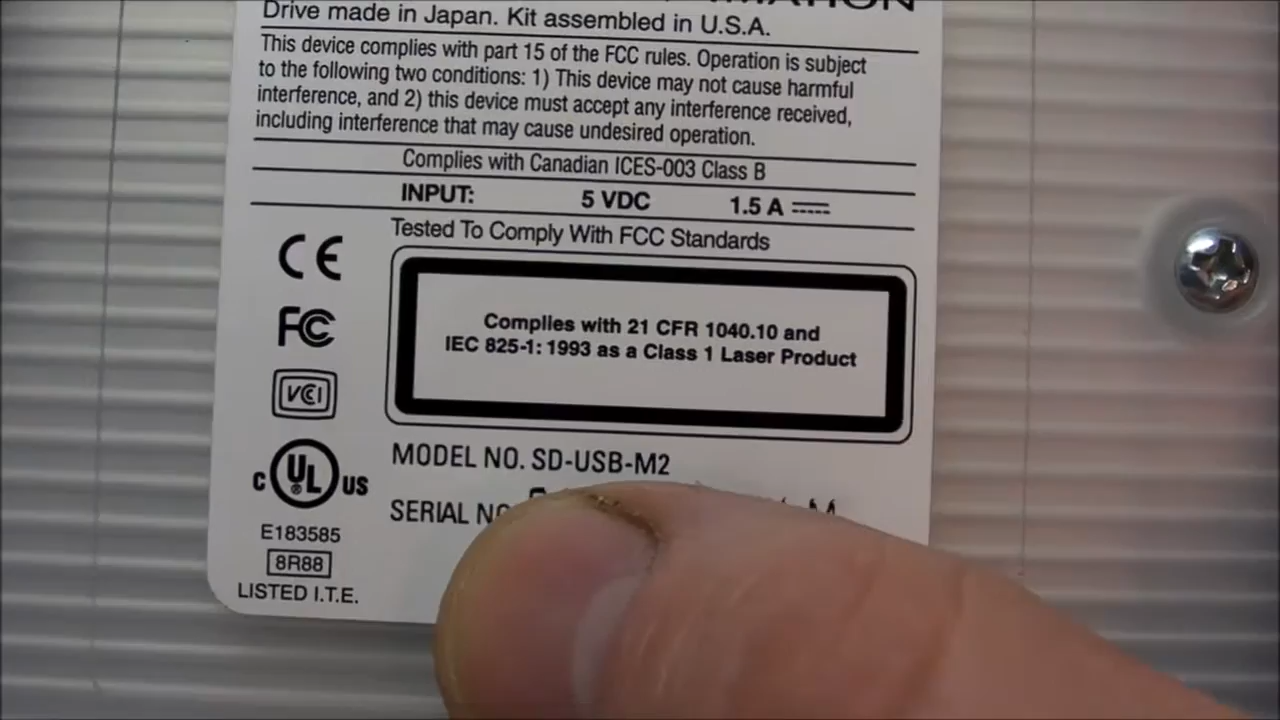 Drive made in Japan. Kit assembled in U.S.A.
This device complies with part 15 of the FCC rules. Operation is subject
to the following two conditions: 1) This device may not cause harmful
interference, and 2) this device must accept any interference received,
including interference that may cause undesired operation.
Complies with Canadian ICES-003 Class B
INPUT: 5 VDC 1.5 A
Tested To Comply With FCC Standards
CE
FC
VCI
Complies with 21 CFR 1040.10 and
IEC 825-1: 1993 as a Class 1 Laser Product
C UL® US
MODEL NO. SD-USB-M2
SERIAL
E183585
8R88
LISTED I.T.E.